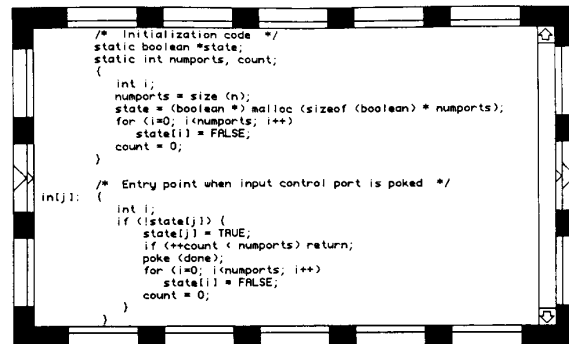 /* Initialization code */
static boolean *state;
static int numports, count;
{
int i;
numports = size (n);
state = (boolean *) malloc (sizeof (boolean) * numports);
for (i=0; i<numports; i++)
state[i] = FALSE;
count = 0;
}
/* Entry point when input control port is poked */
in[j]: {
int i;
if (!state[j]) {
state[j] = TRUE;
if (++count < numports) return;
poke (done);
for (i=0; i<numports; i++)
state[i] = FALSE;
count = 0;
}
}